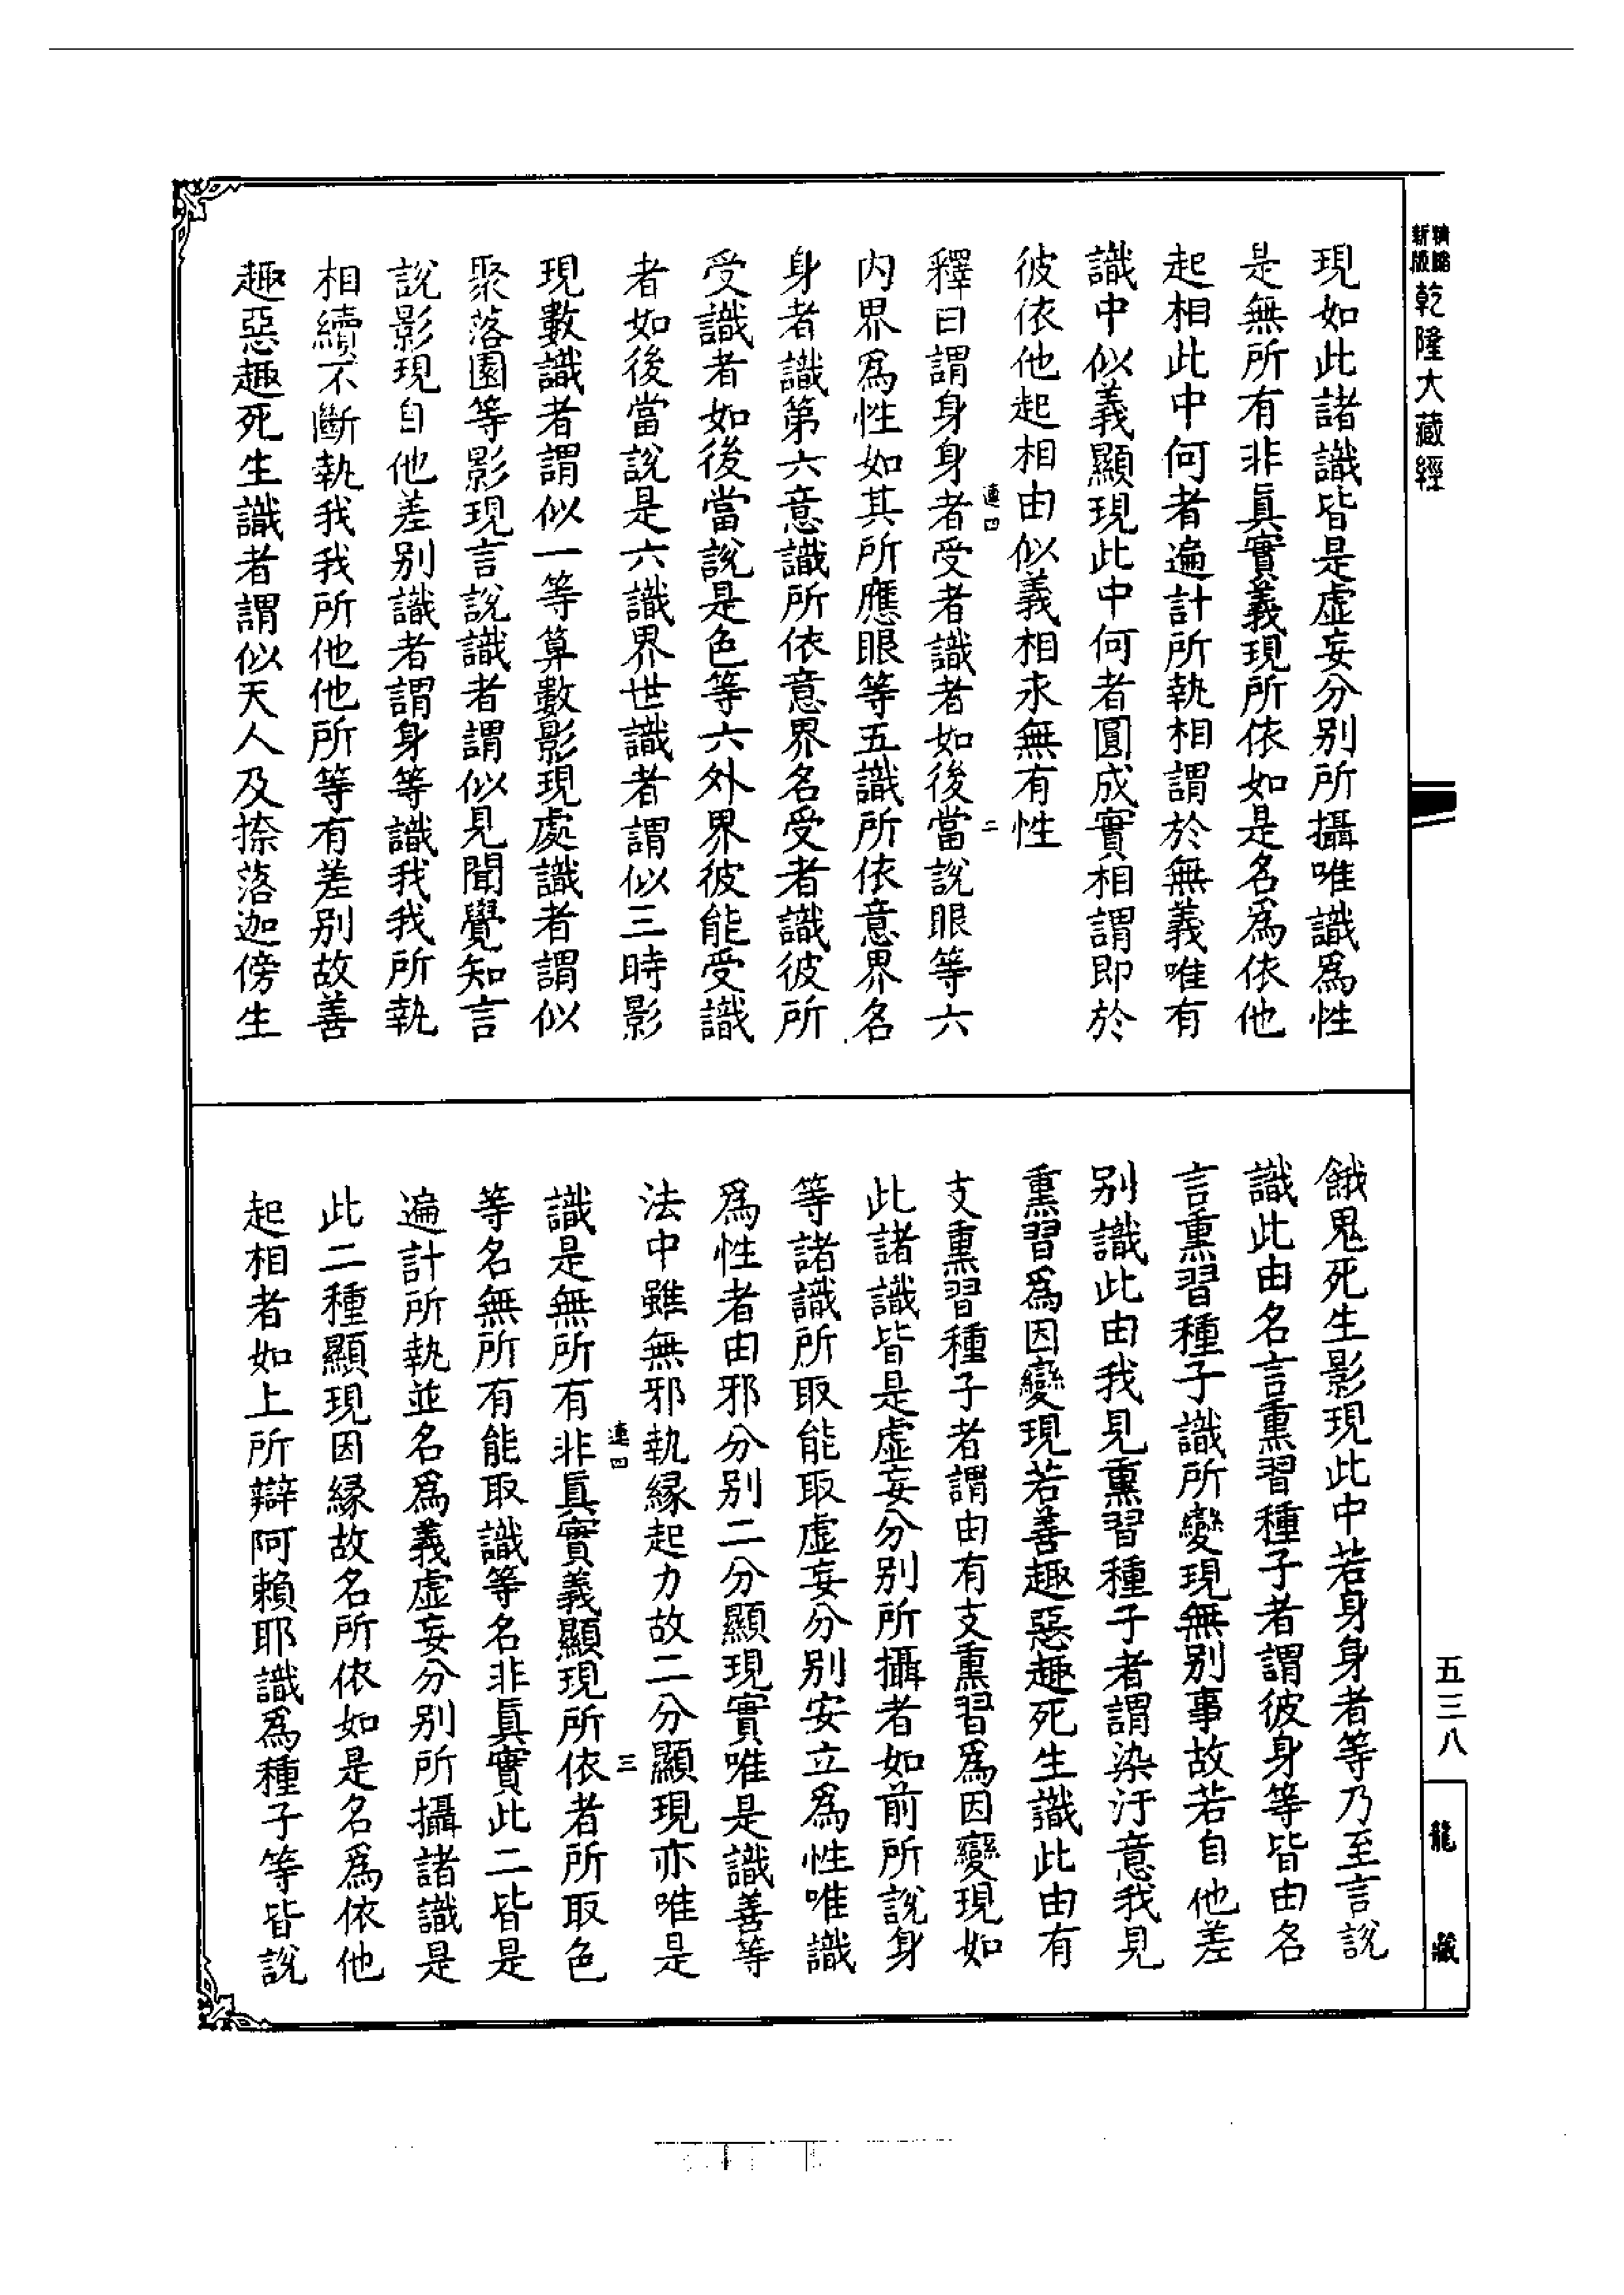 精縮新版乾隆大藏經
現如此諸識皆是虛妄分别所攝唯識爲性
是無所有非眞實義現所依如是名爲依他
起相此中何者遍計所執相謂於無義唯有
識中似義顯現此中何者圓成實相謂即於
彼依他起相由似義相永無有性
連四 二
釋曰謂身身者受者識者如後當說眼等六
内界爲性如其所應眼等五識所依意界名
身者識第六意識所依意界名受者識彼所
受識者如後當說是色等六外界彼能受識
者如後當說是六識界世識者謂似三時影
現數識者謂似一等算數影現處識者謂似
聚落園等影現言說識者謂似見聞覺知言
說影現自他差别識者謂身等識我我所執
相續不斷執我我所他他所等有差别故善
趣惡趣死生識者謂似天人及捺落迦傍生
餓鬼死生影現此中若身身者等乃至言說
識此由名言熏習種子者謂彼身等皆由名
言熏習種子識所變現無别事故若自他差
别識此由我見熏習種子者謂染汙意我見
熏習爲因變現若善趣惡趣死生識此由有
支熏習種子者謂由有支熏習爲因變現如
此諸識皆是虛妄分别所攝者如前所說身
等諸識所取能取虛妄分别安立爲性唯識
爲性者由邪分别二分顯現實唯是識善等
法中雖無邪執緣起力故二分顯現亦唯是
連四 三
識是無所有非眞實義顯現所依者所取色
等名無所有能取識等名非眞實此二皆是
遍計所執並名爲義虛妄分别所攝諸識是
此二種顯現因緣故名所依如是名爲依他
起相者如上所辯阿賴耶識爲種子等皆說
五三八
龍藏